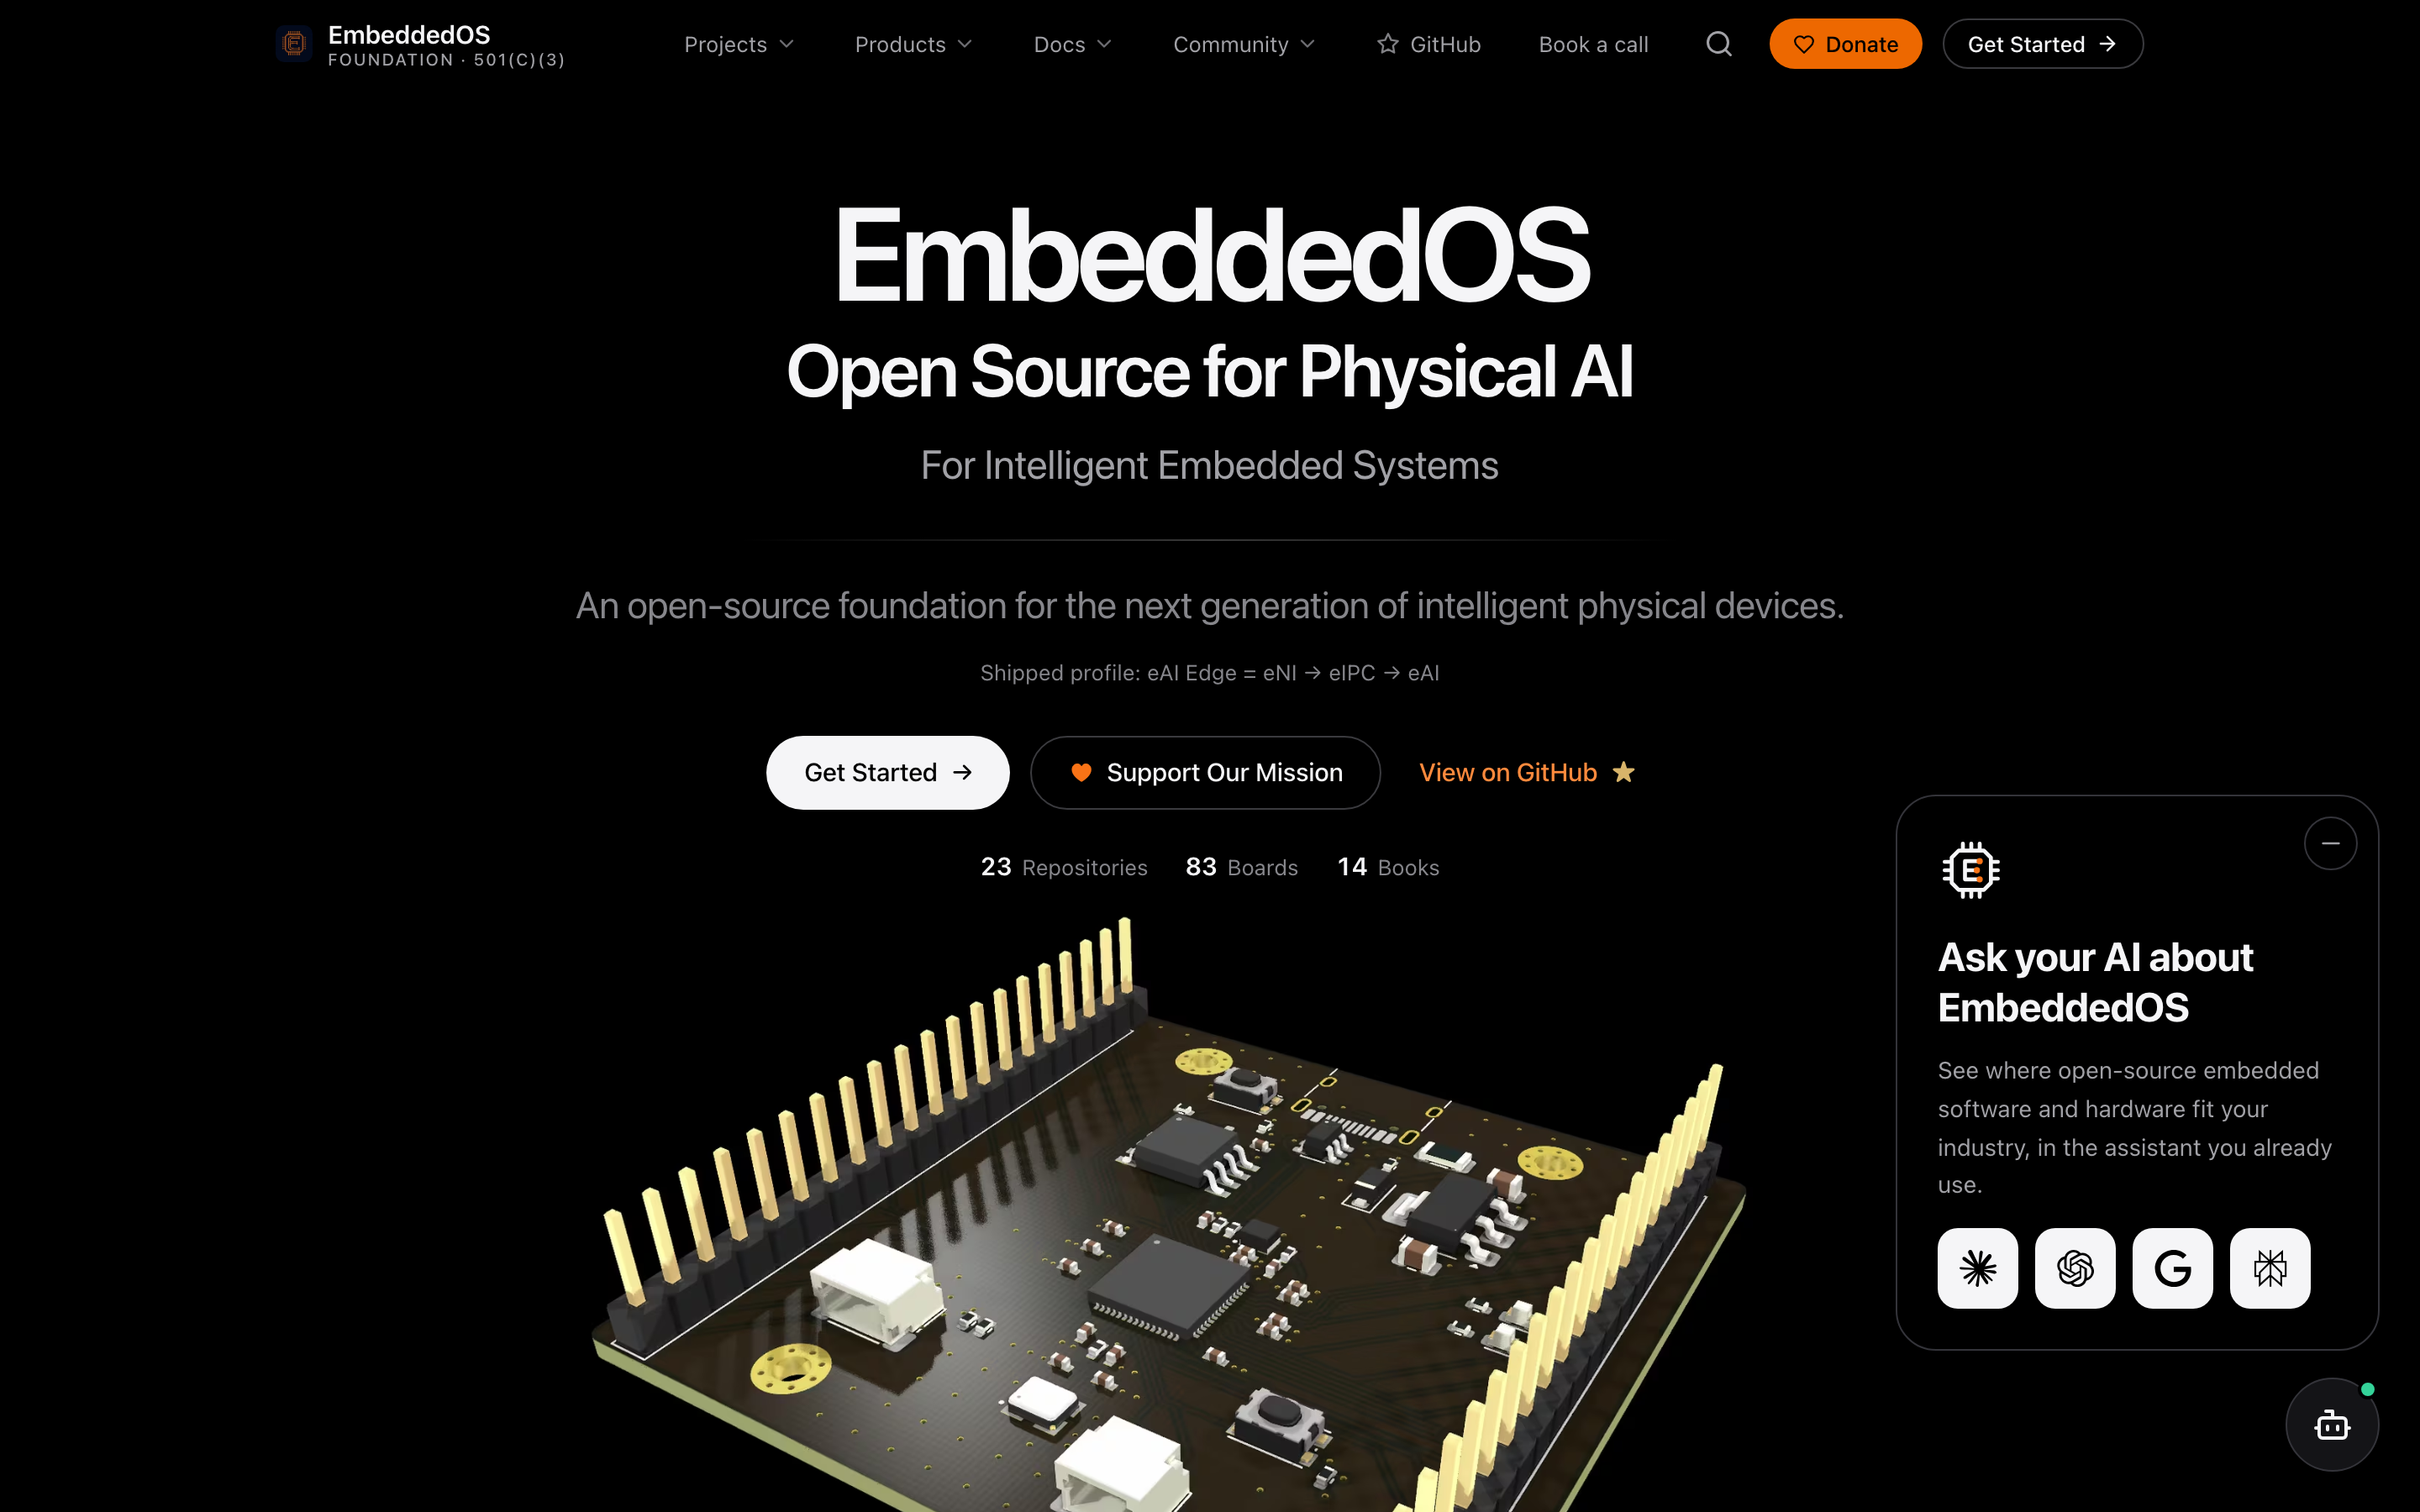 EmbeddedOS
FOUNDATION · 501(C)(3)
Projects
Products
Docs
Community
GitHub
Book a call
Donate
Get Started →
EmbeddedOS
Open Source for Physical AI
For Intelligent Embedded Systems
An open-source foundation for the next generation of intelligent physical devices.
Shipped profile: eAI Edge = eNI → eIPC → eAI
Get Started →
Support Our Mission
View on GitHub ★
23 Repositories
83 Boards
14 Books
Ask your AI about
EmbeddedOS
See where open-source embedded
software and hardware fit your
industry, in the assistant you already
use.